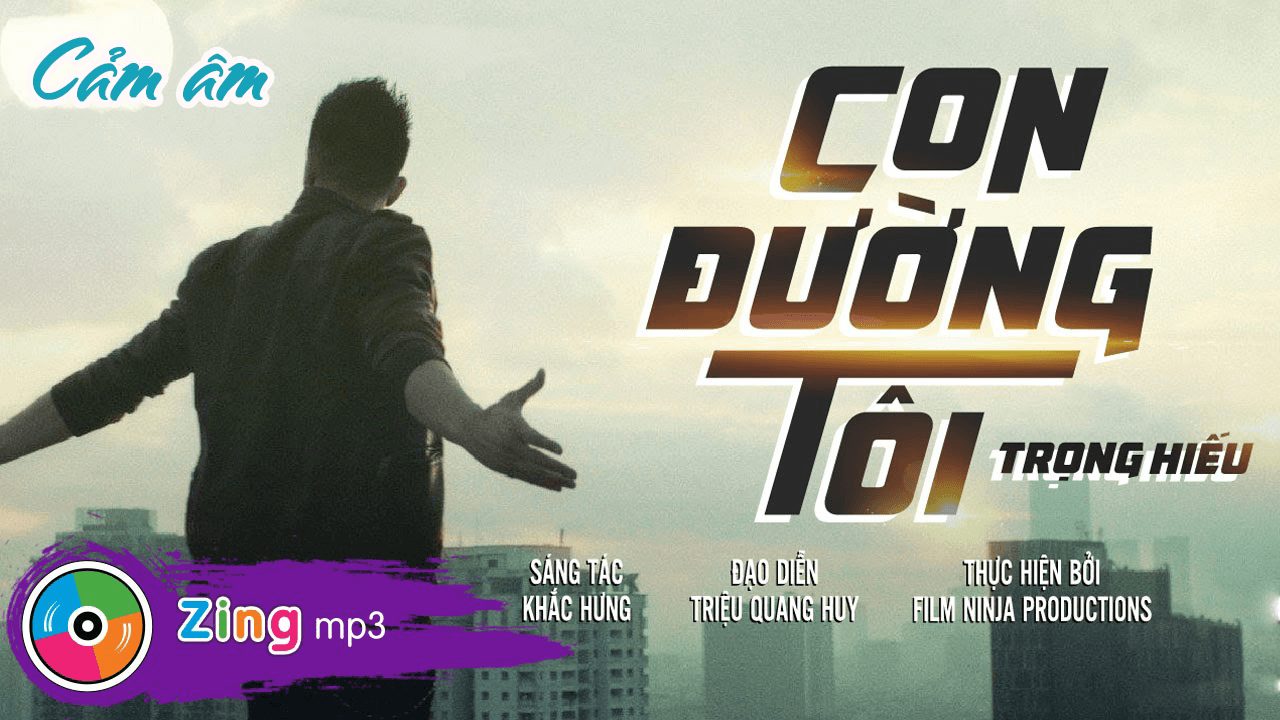 Cảm âm
CON
ĐƯỜNG
TÔI
TRỌNG HIẾU
SÁNG TÁC
KHẮC HƯNG
ĐẠO DIỄN
TRIỆU QUANG HUY
THỰC HIỆN BỞI
FILM NINJA PRODUCTIONS
Zing mp3